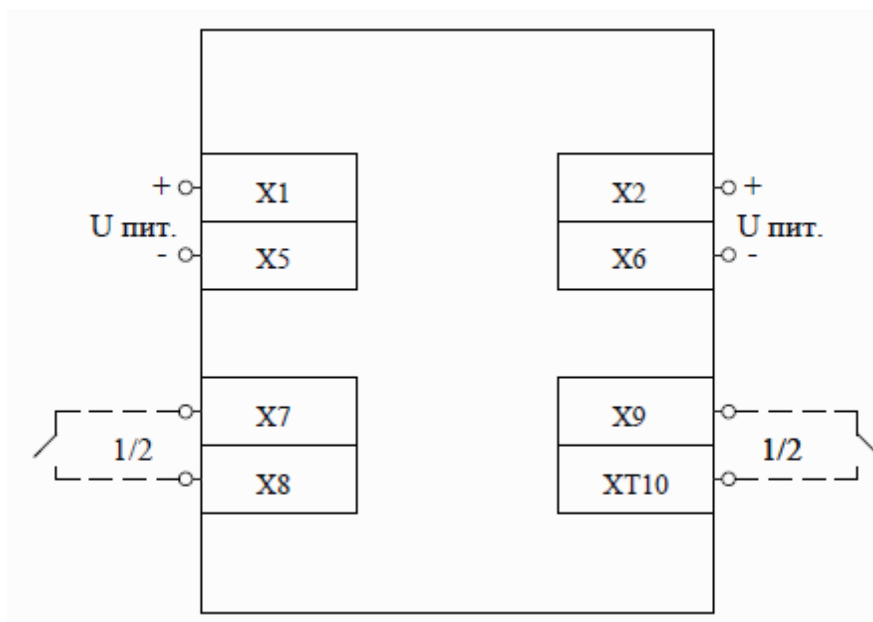 + X1 X2 +
U пит. U пит.
- X5 X6 -
X7 X9
1/2 1/2
X8 XT10